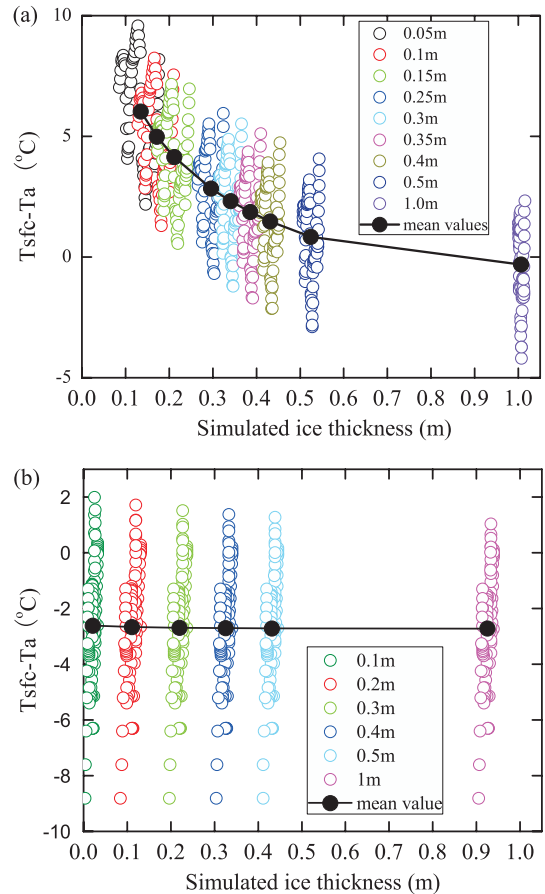 (a)
10
5
0
-5
Tsfc-Ta (°C)
0.05m
0.1m
0.15m
0.25m
0.3m
0.35m
0.4m
0.5m
1.0m
mean values
0.0 0.1 0.2 0.3 0.4 0.5 0.6 0.7 0.8 0.9 1.0
Simulated ice thickness (m)
(b)
2
0
-2
-4
-6
-8
-10
Tsfc-Ta (°C)
0.1m
0.2m
0.3m
0.4m
0.5m
1m
mean value
0.0 0.1 0.2 0.3 0.4 0.5 0.6 0.7 0.8 0.9 1.0
Simulated ice thickness (m)